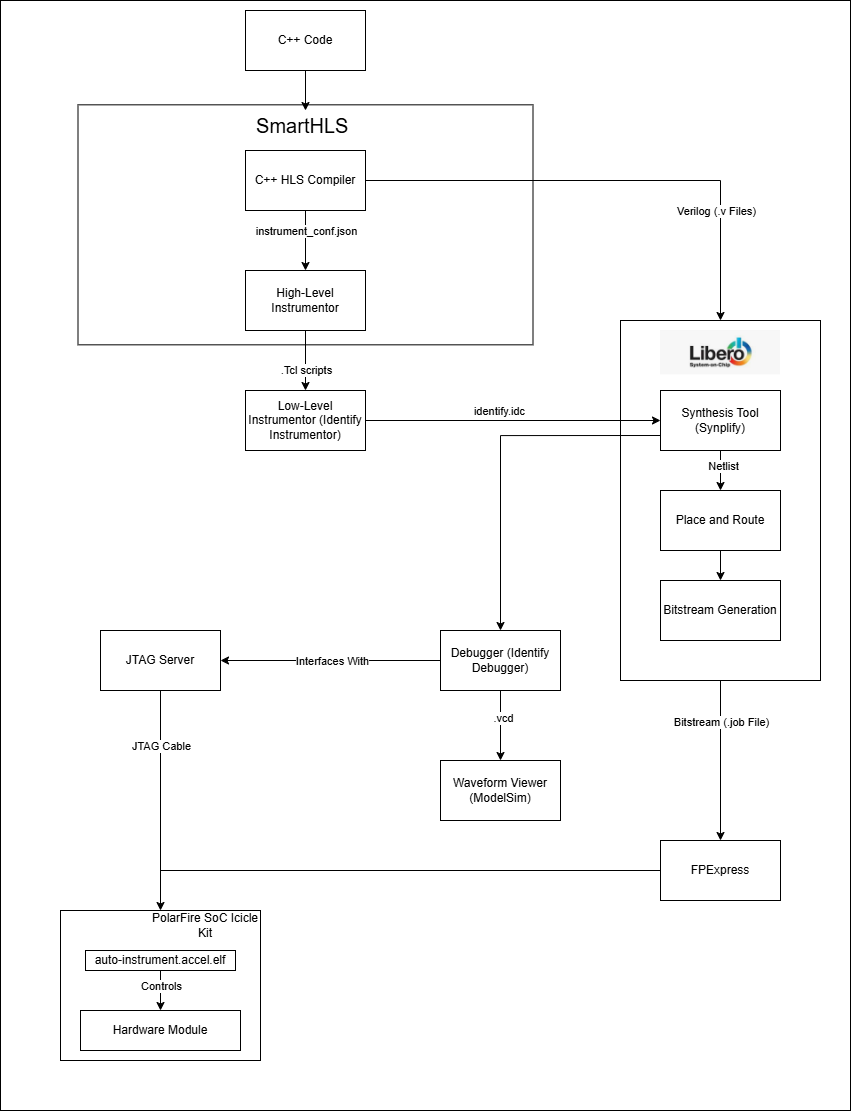 C++ Code
SmartHLS
C++ HLS Compiler
Verilog (.v Files)
instrument_conf.json
High-Level
Instrumentor
Libero
System-on-Chip
.Tcl scripts
Low-Level
Instrumentor (Identify
Instrumentor)
identify.idc
Synthesis Tool
(Synplify)
Netlist
Place and Route
Bitstream Generation
JTAG Server
Interfaces With
Debugger (Identify
Debugger)
Bitstream (.job File)
.vcd
JTAG Cable
Waveform Viewer
(ModelSim)
FPExpress
PolarFire SoC Icicle
Kit
auto-instrument.accel.elf
Controls
Hardware Module